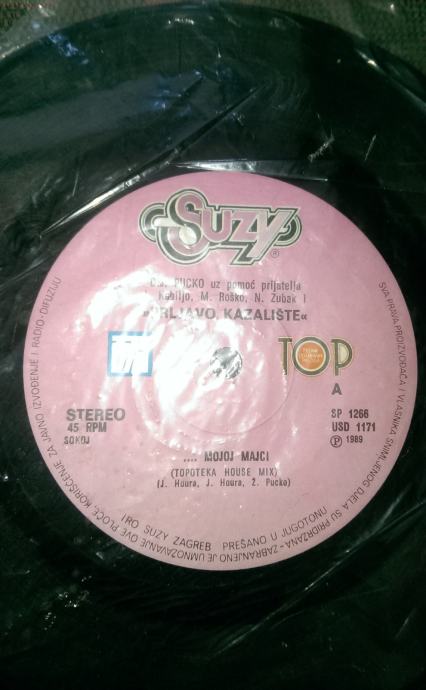 SUZY ®
PUCKO uz pomoć prijatelja
M. Roško, N. Zubak i
KAZALIŠTE«
TOP
A
STEREO
45 RPM
SOKOJ
SP 1266
USD 1171
Ⓟ 1989
.... MOJOJ MAJCI
(TOPOTEKA HOUSE MIX)
(J. Houra, J. Houra, Ž. Pucko)
SVA PRAVA PROIZVOĐAČA I VLASNIKA SNIMLJENOG DJELA SU PRIDRŽANA – ZABRANJENO JE UMNOŽAVANJE OVE PLOČE, KORIŠĆENJE ZA JAVNO IZVOĐENJE I RADIO-DIFUZIJU
IRO SUZY ZAGREB PREŠANO U JUGOTONU